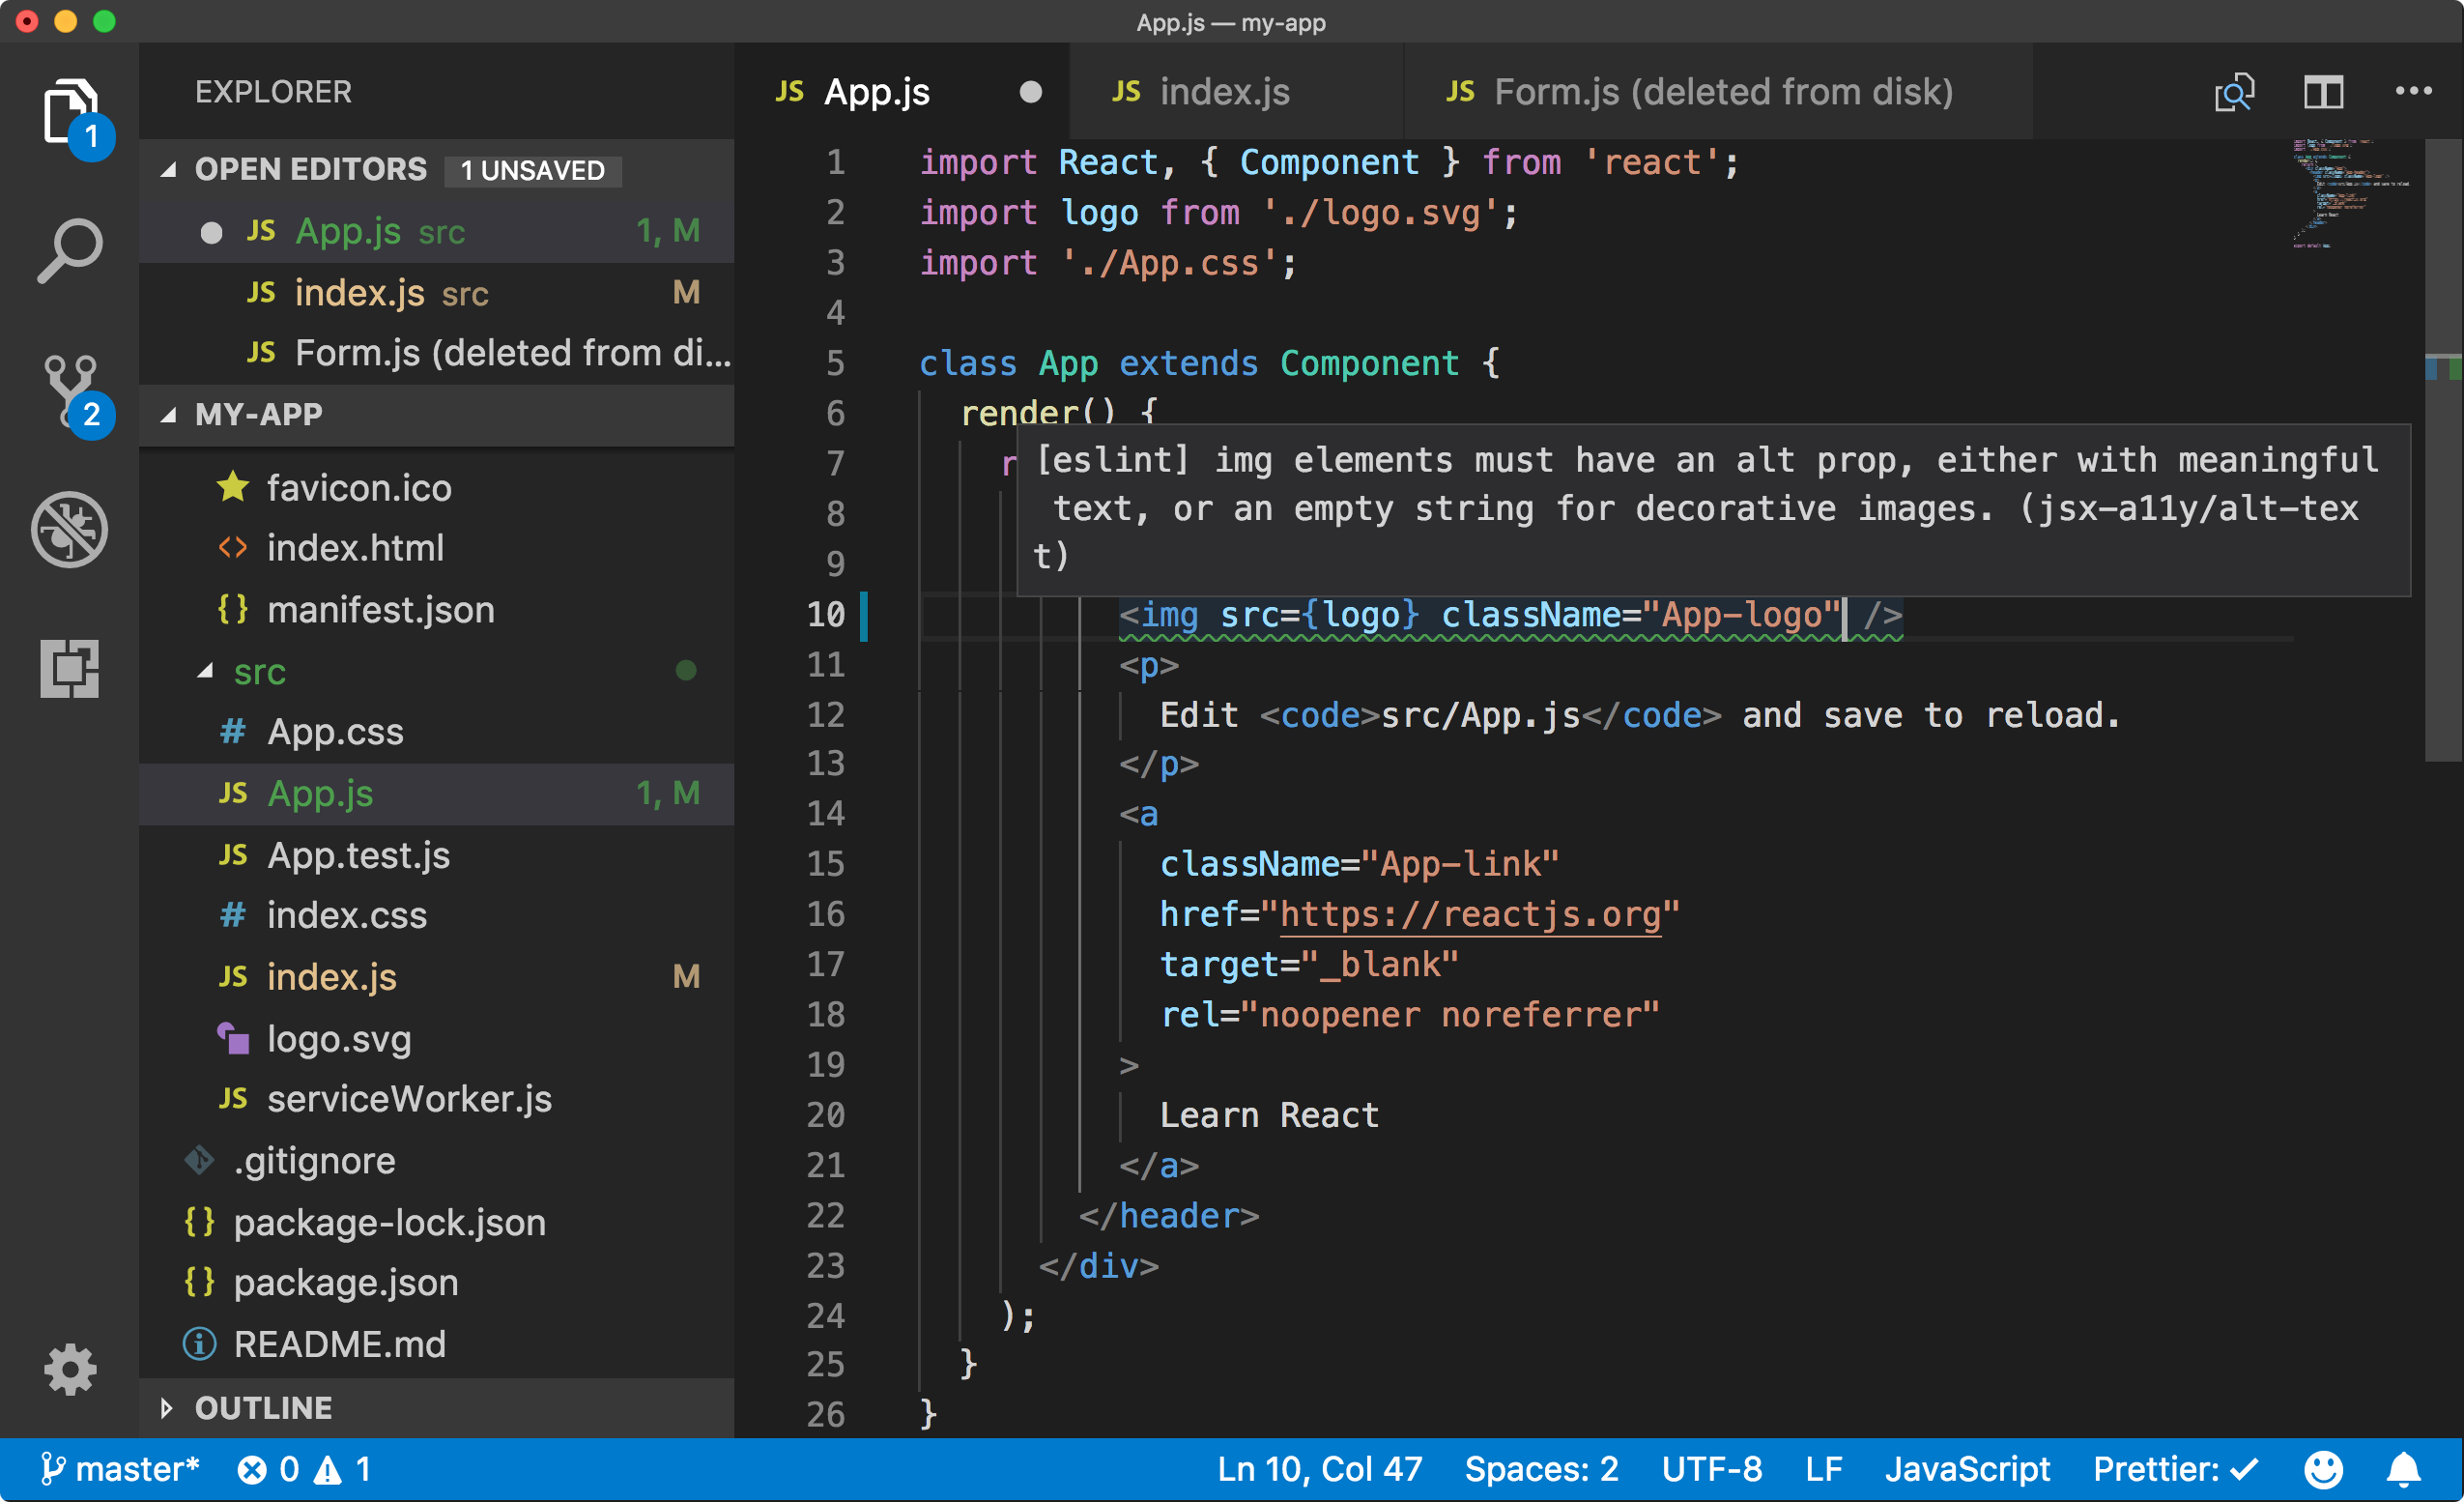 App.js — my-app
EXPLORER
OPEN EDITORS 1 UNSAVED
JS App.js src 1, M
JS index.js src M
JS Form.js (deleted from di...
MY-APP
favicon.ico
<> index.html
{} manifest.json
src
# App.css
JS App.js 1, M
JS App.test.js
# index.css
JS index.js M
logo.svg
JS serviceWorker.js
.gitignore
{} package-lock.json
{} package.json
README.md
OUTLINE
1
2
JS App.js
JS index.js
JS Form.js (deleted from disk)
1 import React, { Component } from 'react';
2 import logo from './logo.svg';
3 import './App.css';
4
5 class App extends Component {
6 render() {
7 r
8
9
[eslint] img elements must have an alt prop, either with meaningful
text, or an empty string for decorative images. (jsx-a11y/alt-tex
t)
10 <img src={logo} className="App-logo" />
11 <p>
12 Edit <code>src/App.js</code> and save to reload.
13 </p>
14 <a
15 className="App-link"
16 href="https://reactjs.org"
17 target="_blank"
18 rel="noopener noreferrer"
19 >
20 Learn React
21 </a>
22 </header>
23 </div>
24 );
25 }
26 }
master* 0 1 Ln 10, Col 47 Spaces: 2 UTF-8 LF JavaScript Prettier: ✓